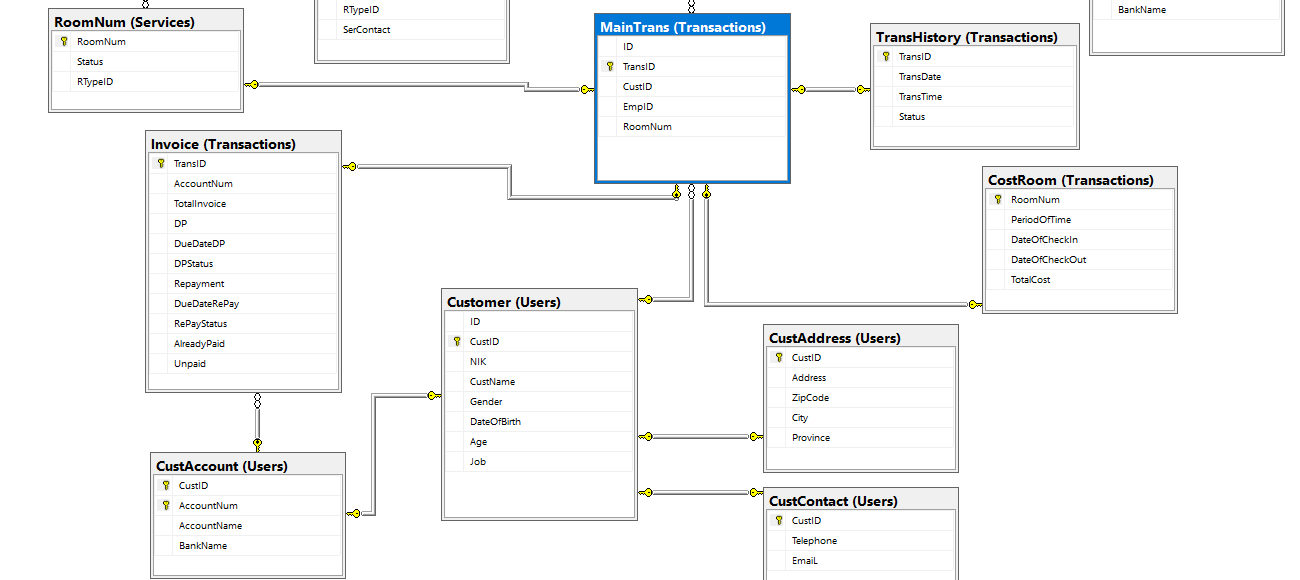 RoomNum (Services)
RoomNum
Status
RTypeID
RTypeID
SerContact
MainTrans (Transactions)
ID
TransID
CustID
EmpID
RoomNum
TransHistory (Transactions)
TransID
TransDate
TransTime
Status
BankName
Invoice (Transactions)
TransID
AccountNum
TotalInvoice
DP
DueDateDP
DPStatus
Repayment
DueDateRePay
RePayStatus
AlreadyPaid
Unpaid
CostRoom (Transactions)
RoomNum
PeriodOfTime
DateOfCheckIn
DateOfCheckOut
TotalCost
Customer (Users)
ID
CustID
NIK
CustName
Gender
DateOfBirth
Age
Job
CustAddress (Users)
CustID
Address
ZipCode
City
Province
CustAccount (Users)
CustID
AccountNum
AccountName
BankName
CustContact (Users)
CustID
Telephone
EmaiL